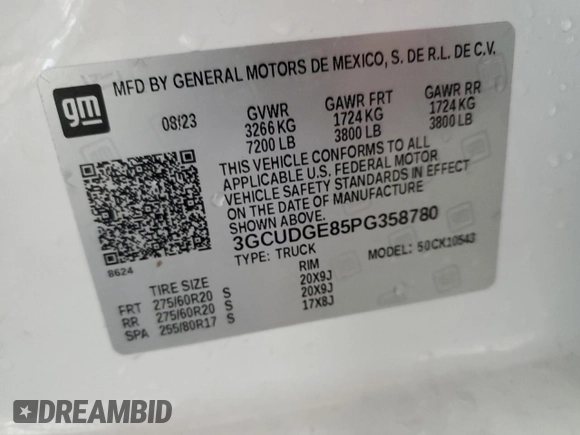 MFD BY GENERAL MOTORS DE MEXICO, S. DE R.L. DE C.V.
gm
08/23 GVWR GAWR FRT GAWR RR
3266 KG 1724 KG 1724 KG
7200 LB 3800 LB 3800 LB
THIS VEHICLE CONFORMS TO ALL
APPLICABLE U.S. FEDERAL MOTOR
VEHICLE SAFETY STANDARDS IN EFFECT
ON THE DATE OF MANUFACTURE
SHOWN ABOVE.
3GCUDGE85PG358780
TYPE: TRUCK MODEL: 50CK10543
8624
TIRE SIZE RIM
FRT 275/60R20 S 20X9J
RR 275/60R20 S 20X9J
SPA 255/80R17 S 17X8J
DREAMBID